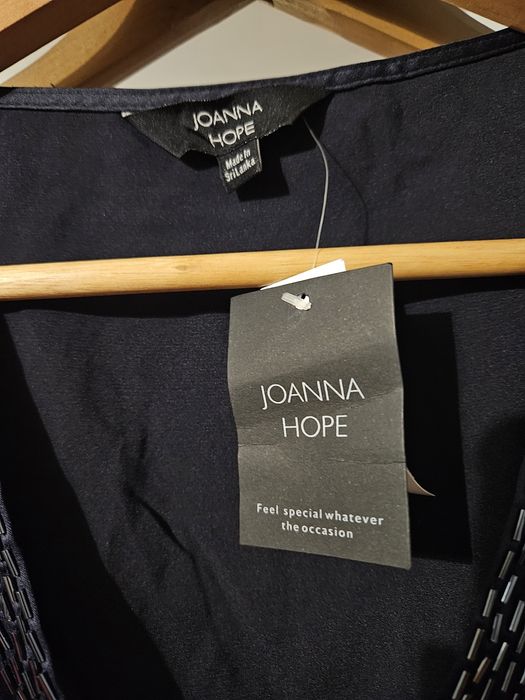 JOANNA
HOPE
Made In
Sri Lanka
JOANNA
HOPE
Feel special whatever
the occasion